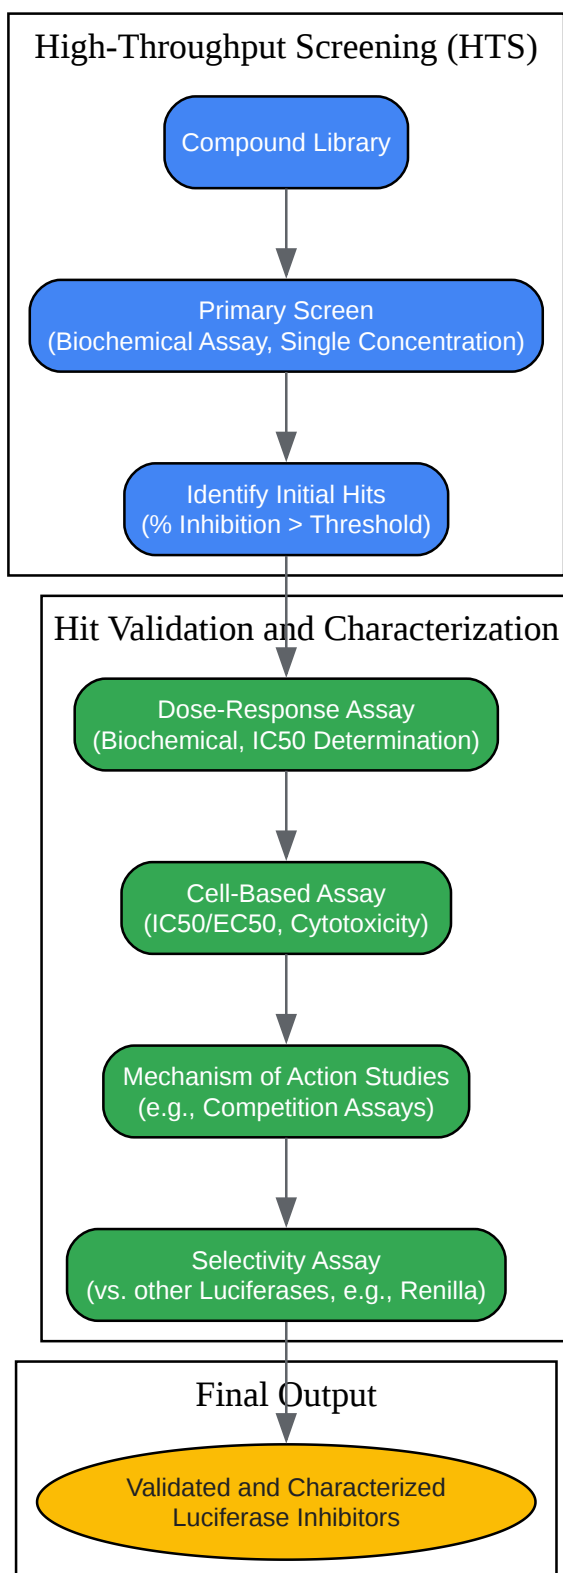 High-Throughput Screening (HTS)
Compound Library
Primary Screen
(Biochemical Assay, Single Concentration)
Identify Initial Hits
(% Inhibition > Threshold)
Hit Validation and Characterization
Dose-Response Assay
(Biochemical, IC50 Determination)
Cell-Based Assay
(IC50/EC50, Cytotoxicity)
Mechanism of Action Studies
(e.g., Competition Assays)
Selectivity Assay
(vs. other Luciferases, e.g., Renilla)
Final Output
Validated and Characterized
Luciferase Inhibitors